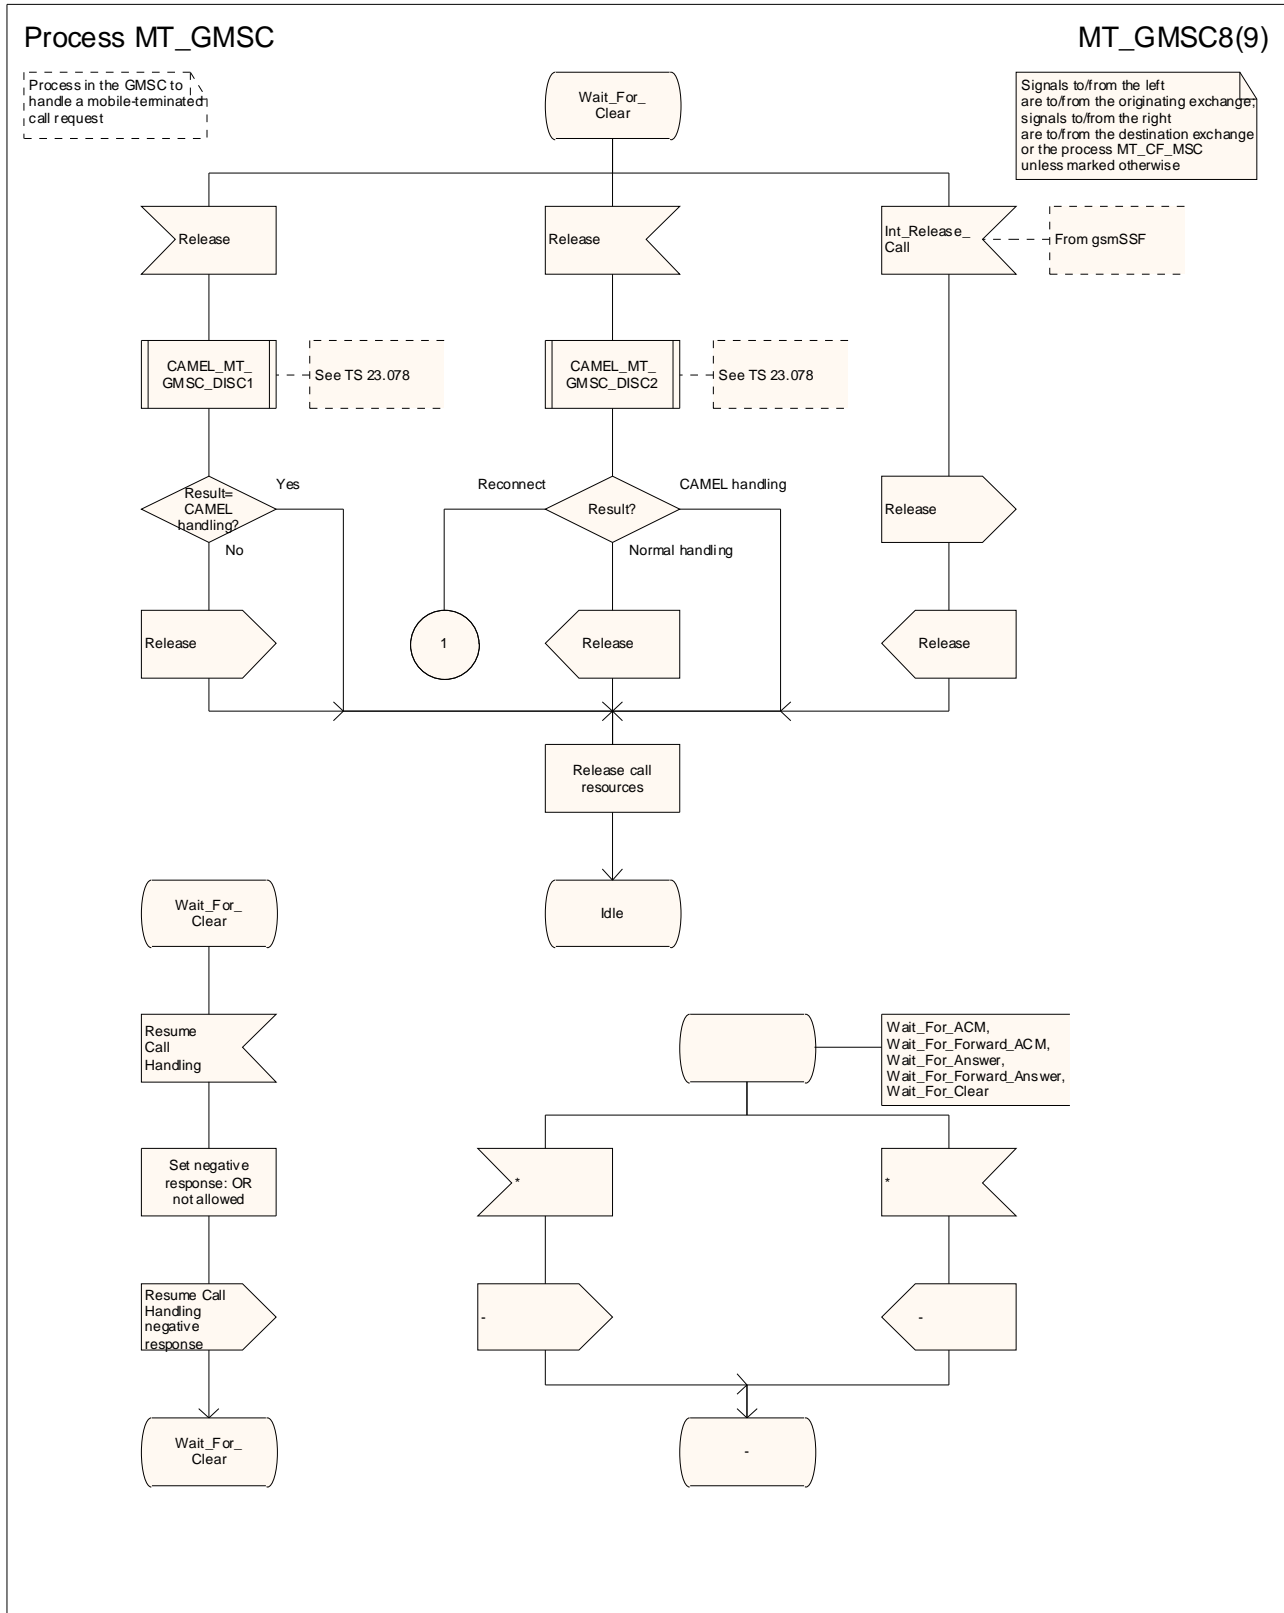 Process MT_GMSC
MT_GMSC8(9)
Process in the GMSC to
handle a mobile-terminated
call request
Wait_For_
Clear
Signals to/from the left
are to/from the originating exchange;
signals to/from the right
are to/from the destination exchange
or the process MT_CF_MSC
unless marked otherwise
Release
Release
Int_Release_
Call
From gsmSSF
CAMEL_MT_
GMSC_DISC1
See TS 23.078
CAMEL_MT_
GMSC_DISC2
See TS 23.078
Result=
CAMEL
handling?
Yes
No
Reconnect
Result?
CAMEL handling
Normal handling
Release
Release
1
Release
Release
Release call
resources
Idle
Wait_For_
Clear
Resume
Call
Handling
Set negative
response: OR
not allowed
Resume Call
Handling
negative
response
Wait_For_
Clear
Wait_For_ACM,
Wait_For_Forward_ACM,
Wait_For_Answer,
Wait_For_Forward_Answer,
Wait_For_Clear
*
*
-
-
-